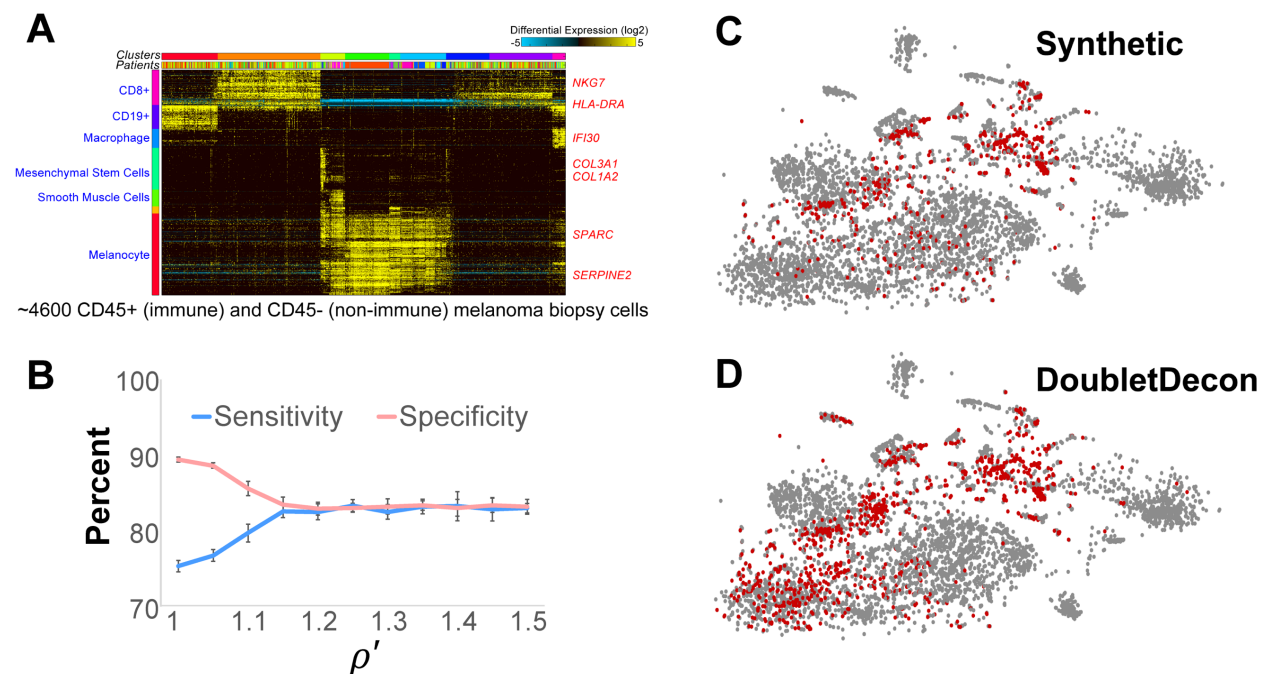 A
Differential Expression (log2)
-5 5
Clusters
Patients
CD8+
CD19+
Macrophage
Mesenchymal Stem Cells
Smooth Muscle Cells
Melanocyte
NKG7
HLA-DRA
IFI30
COL3A1
COL1A2
SPARC
SERPINE2
~4600 CD45+ (immune) and CD45- (non-immune) melanoma biopsy cells
B
Sensitivity Specificity
Percent
100
90
80
70
1 1.1 1.2 1.3 1.4 1.5
ρ′
C
Synthetic
D
DoubletDecon